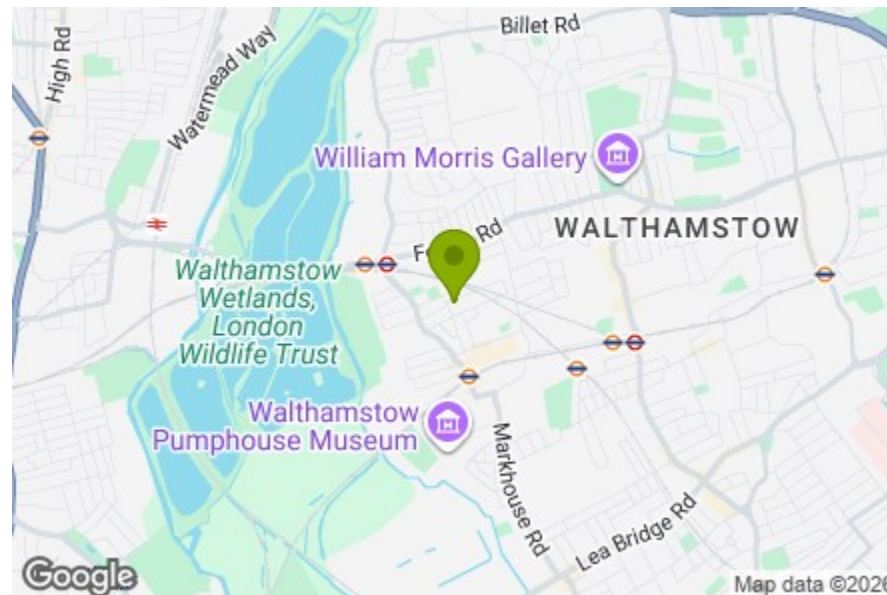 Billet Rd
High Rd
Watermead Way
William Morris Gallery
WALTHAMSTOW
Rd
Walthamstow
Wetlands,
London
Wildlife Trust
Walthamstow
Pumphouse Museum
Markhouse Rd
Lea Bridge Rd
Google
Map data ©2026